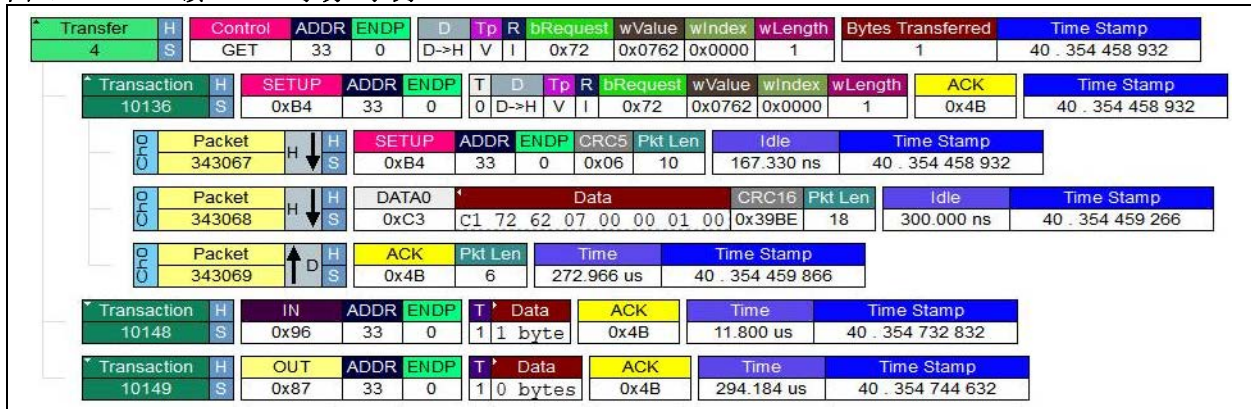 Transfer H Control ADDR ENDP D Tp R bRequest wValue wIndex wLength Bytes Transferred Time Stamp
4 S GET 33 0 D->H V I 0x72 0x0762 0x0000 1 1 40 . 354 458 932
Transaction H SETUP ADDR ENDP T D Tp R bRequest wValue wIndex wLength ACK Time Stamp
10136 S 0xB4 33 0 0 D->H V I 0x72 0x0762 0x0000 1 0x4B 40 . 354 458 932
Ch0 Packet H H SETUP ADDR ENDP CRC5 Pkt Len Idle Time Stamp
343067 S 0xB4 33 0 0x06 10 167.330 ns 40 . 354 458 932
Ch0 Packet H H DATA0 Data CRC16 Pkt Len Idle Time Stamp
343068 S 0xC3 C1 72 62 07 00 00 01 00 0x39BE 18 300.000 ns 40 . 354 459 266
Ch0 Packet D H ACK Pkt Len Time Time Stamp
343069 S 0x4B 6 272.966 us 40 . 354 459 866
Transaction H IN ADDR ENDP T Data ACK Time Time Stamp
10148 S 0x96 33 0 1 1 byte 0x4B 11.800 us 40 . 354 732 832
Transaction H OUT ADDR ENDP T Data ACK Time Time Stamp
10149 S 0x87 33 0 1 0 bytes 0x4B 294.184 us 40 . 354 744 632